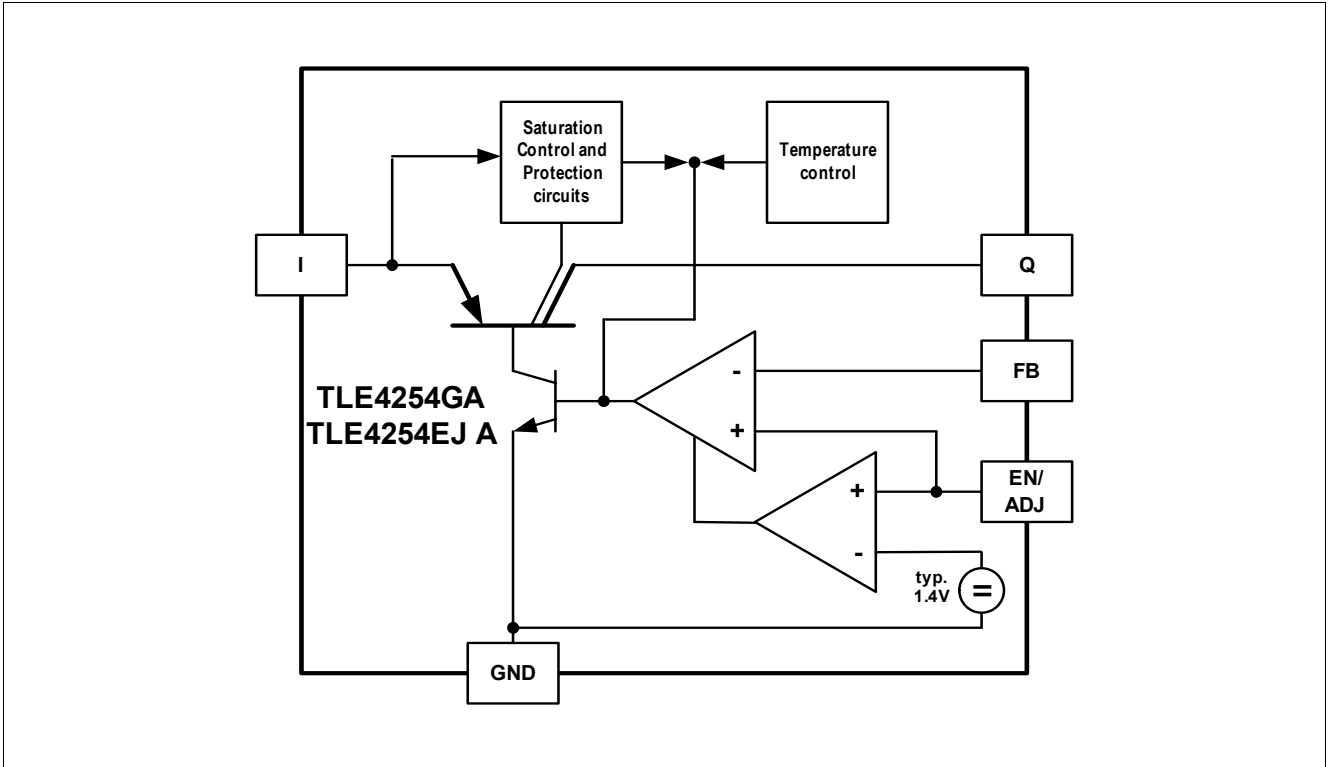 Saturation
Control and
Protection
circuits
Temperature
control
I
Q
FB
-
+
TLE4254GA
TLE4254EJ A
EN/
ADJ
+
-
typ.
1.4V
=
GND